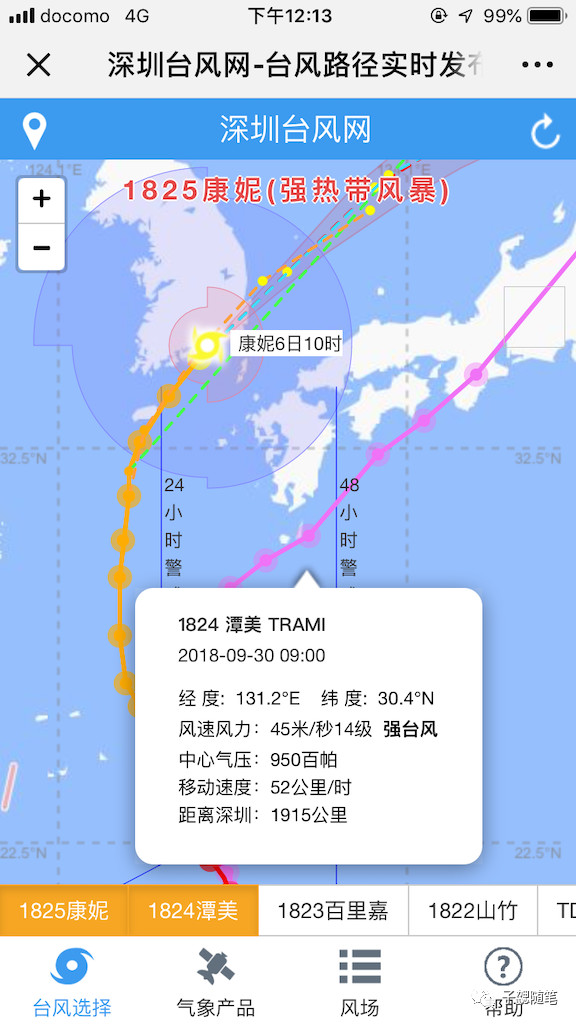 docomo 4G 下午12:13 99%
深圳台风网-台风路径实时发布
深圳台风网
124.1°E
1825康妮(强热带风暴)
+
−
康妮6日10时
32.5°N 32.5°N
24小时警
48小时警
1824 潭美 TRAMI
2018-09-30 09:00
经 度: 131.2°E 纬 度: 30.4°N
风速风力: 45米/秒14级 强台风
中心气压: 950百帕
移动速度: 52公里/时
距离深圳: 1915公里
22.5°N 22.5°N
1825康妮 1824潭美 1823百里嘉 1822山竹 TD
台风选择 气象产品 风场 帮助
子勰随笔